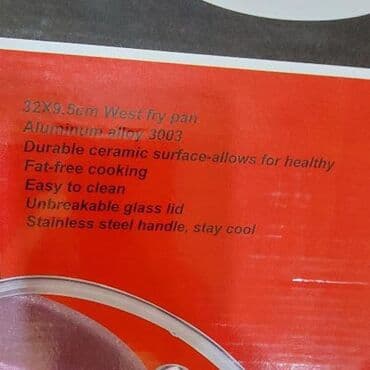 32X9.5cm West fry pan
Aluminum alloy 3003
Durable ceramic surface-allows for healthy
Fat-free cooking
Easy to clean
Unbreakable glass lid
Stainless steel handle, stay cool